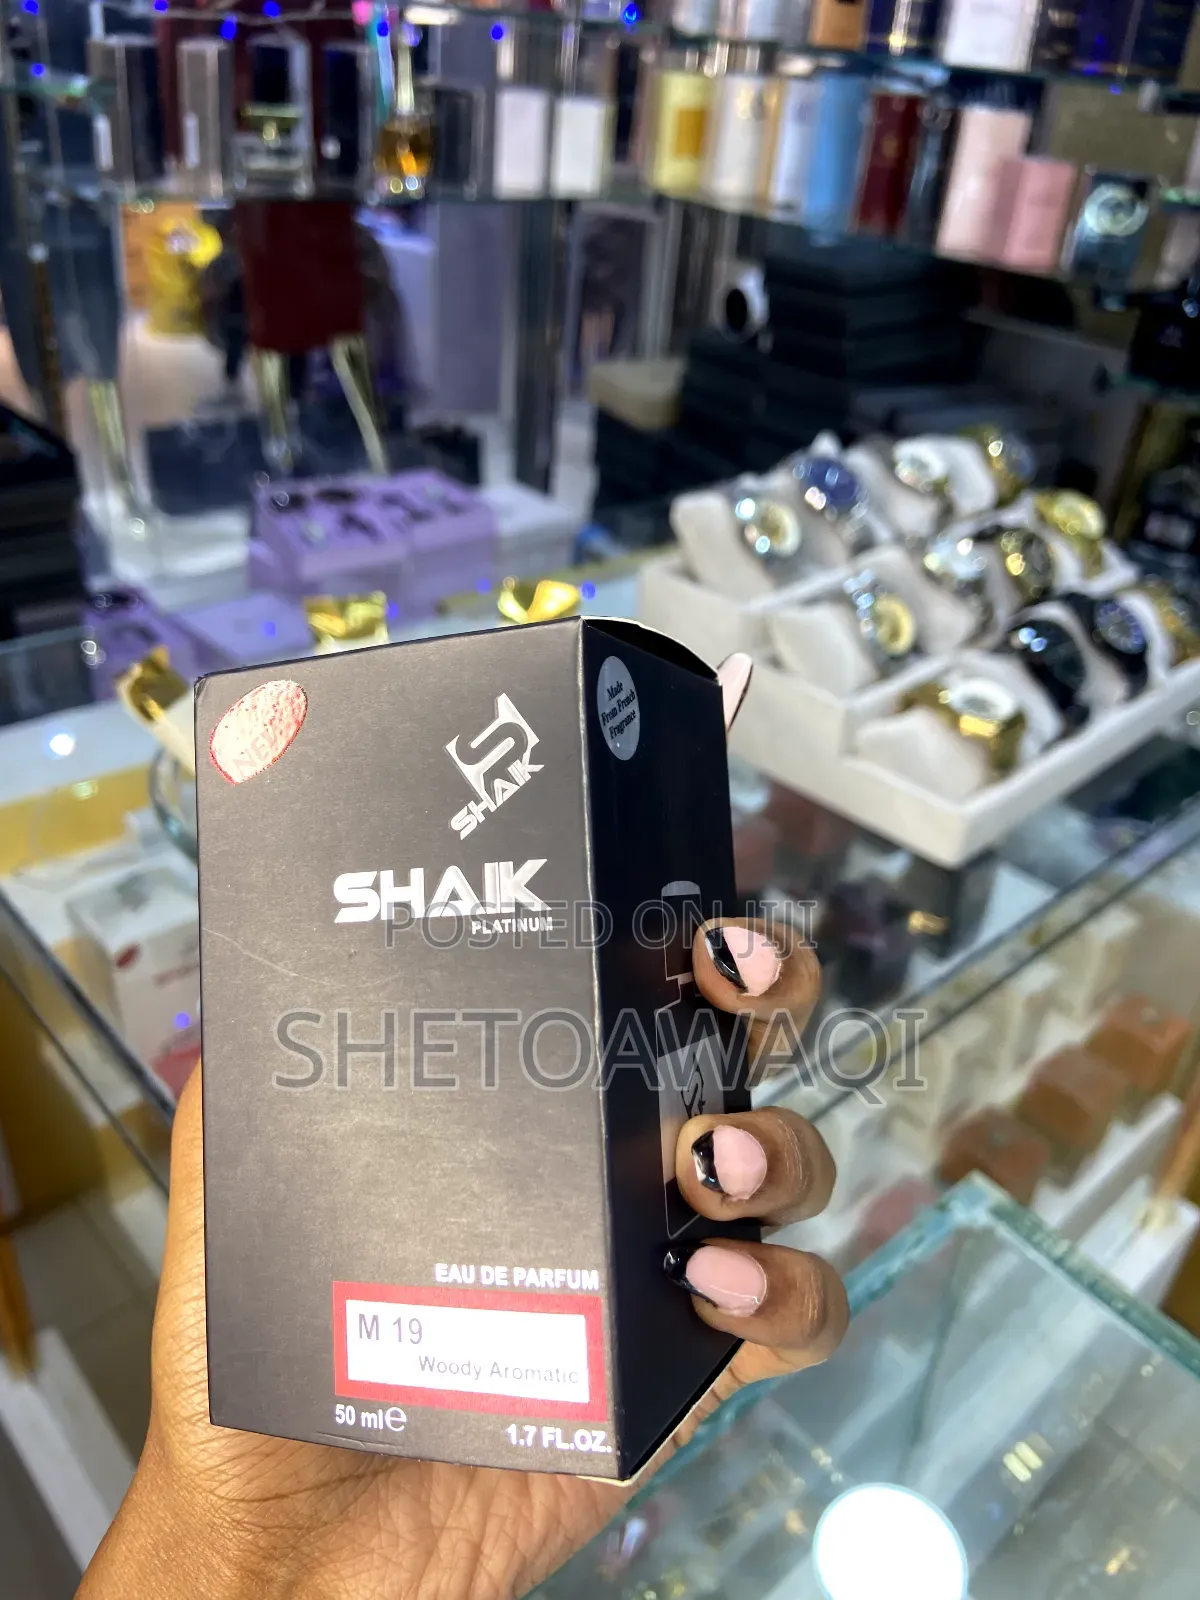 NEW
SHAIK
Made
From French
Fragrance
SHAIK
PLATINUM
POSTED ON JIJI
SHETOAWAQI
EAU DE PARFUM
M 19
Woody Aromatic
50 ml e
1.7 FL.OZ.